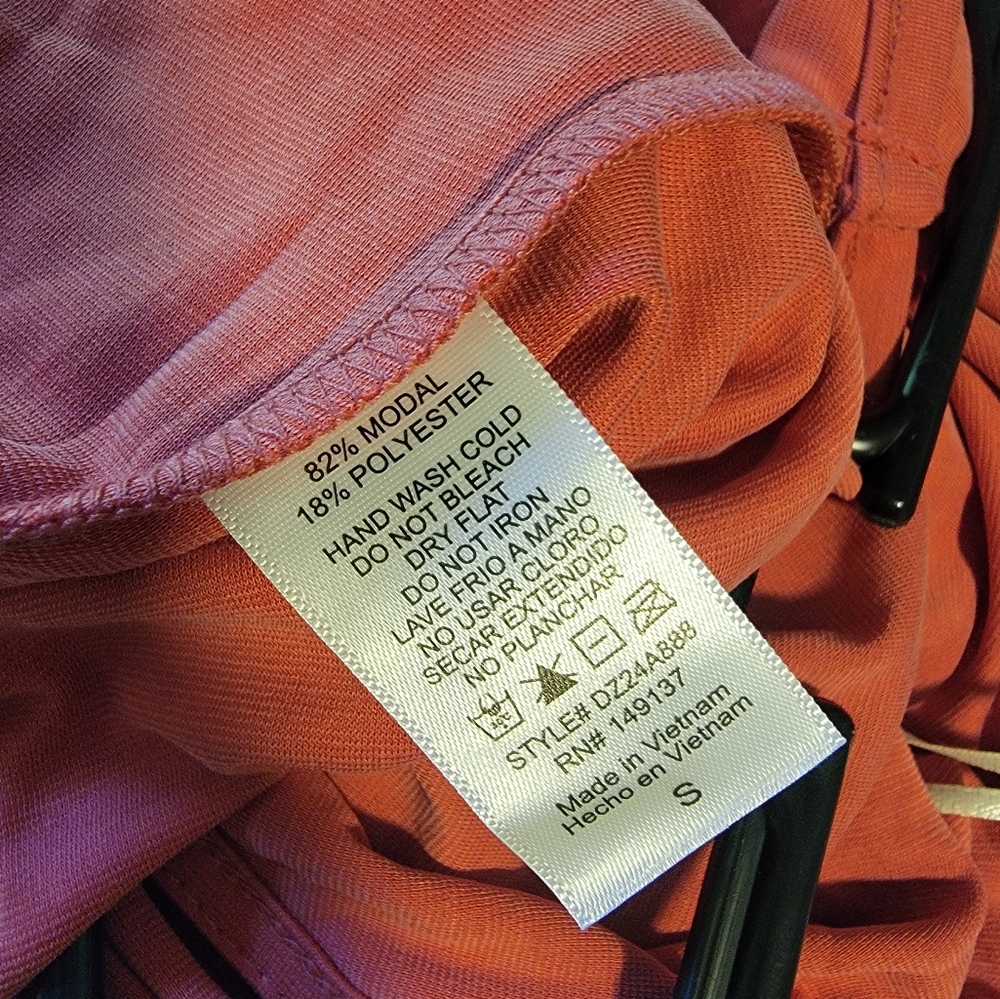 82% MODAL
18% POLYESTER
HAND WASH COLD
DO NOT BLEACH
DRY FLAT
DO NOT IRON
LAVE FRIO A MANO
NO USAR CLORO
SECAR EXTENDIDO
NO PLANCHAR
30°C
STYLE# DZ24A888
RN# 149137
Made in Vietnam
Hecho en Vietnam
S